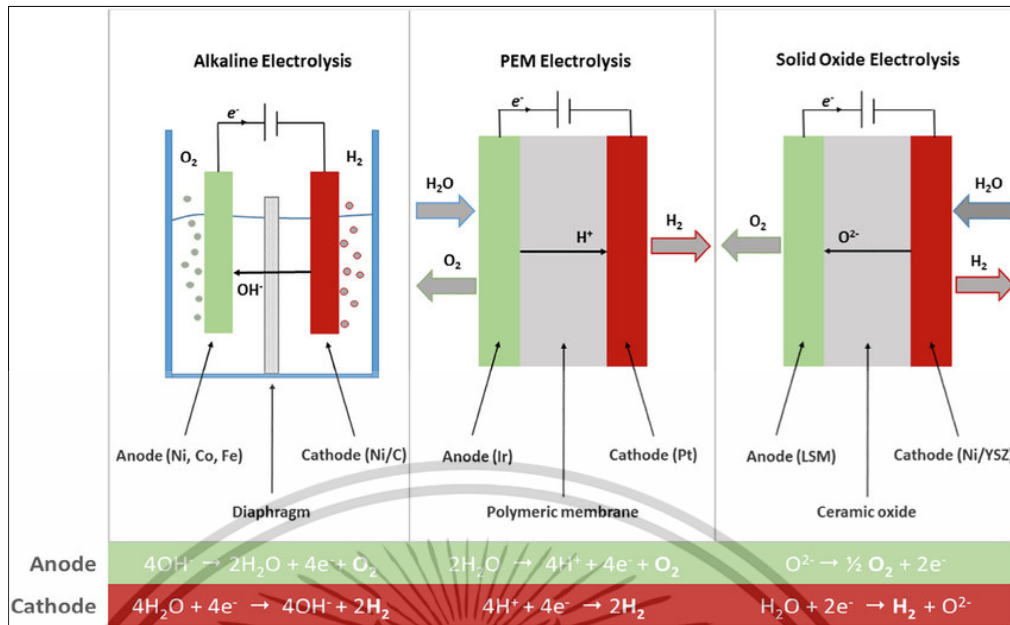 Alkaline Electrolysis
e⁻
O₂
H₂
OH⁻
Anode (Ni, Co, Fe)
Cathode (Ni/C)
Diaphragm
PEM Electrolysis
e⁻
H₂O
H⁺
H₂
O₂
Anode (Ir)
Cathode (Pt)
Polymeric membrane
Solid Oxide Electrolysis
e⁻
H₂O
O₂
O²⁻
H₂
Anode (LSM)
Cathode (Ni/YSZ)
Ceramic oxide
Anode 4OH⁻ → 2H₂O + 4e⁻+ O₂ 2H₂O → 4H⁺ + 4e⁻ + O₂ O²⁻ → ½ O₂ + 2e⁻
Cathode 4H₂O + 4e⁻ → 4OH⁻ + 2H₂ 4H⁺ + 4e⁻ → 2H₂ H₂O + 2e⁻ → H₂ + O²⁻